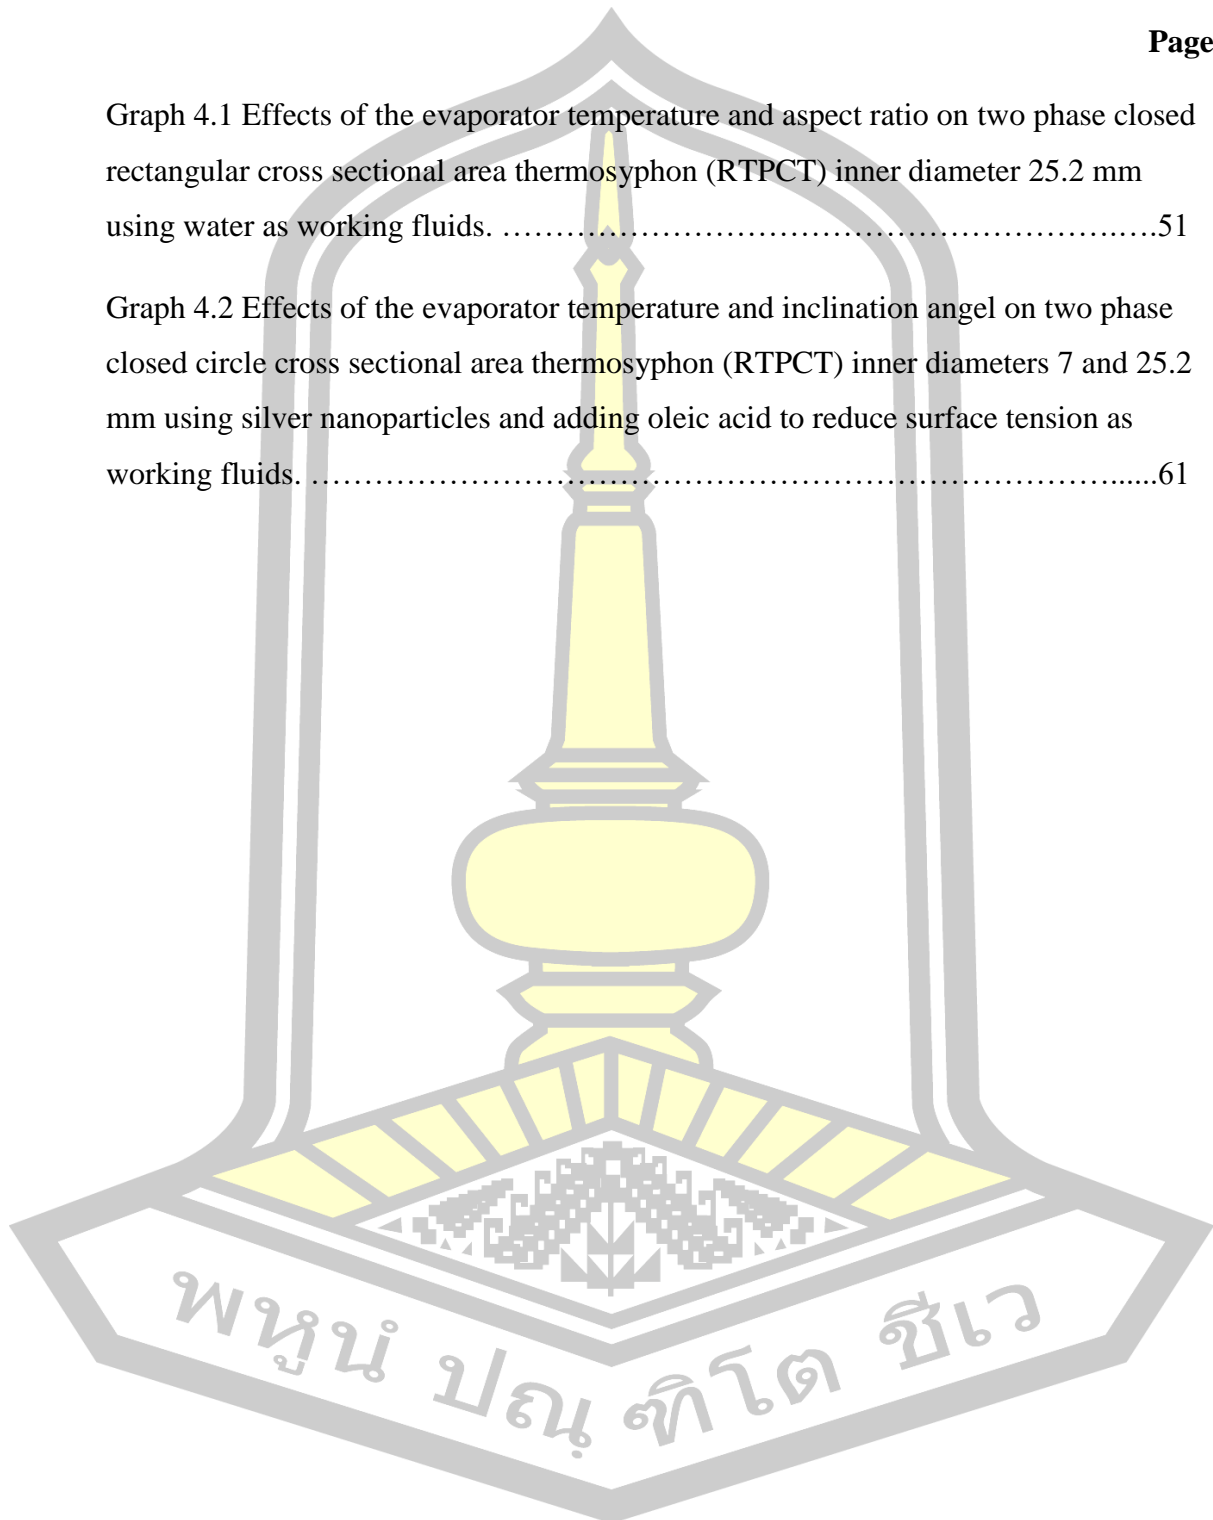 Page
Graph 4.1 Effects of the evaporator temperature and aspect ratio on two phase closed
rectangular cross sectional area thermosyphon (RTPCT) inner diameter 25.2 mm
using water as working fluids. ……………………………………………………….….51
Graph 4.2 Effects of the evaporator temperature and inclination angel on two phase
closed circle cross sectional area thermosyphon (RTPCT) inner diameters 7 and 25.2
mm using silver nanoparticles and adding oleic acid to reduce surface tension as
working fluids. …………………………………………………………………......61
พหูนํ ปณฺ ฑิโต ชีเว